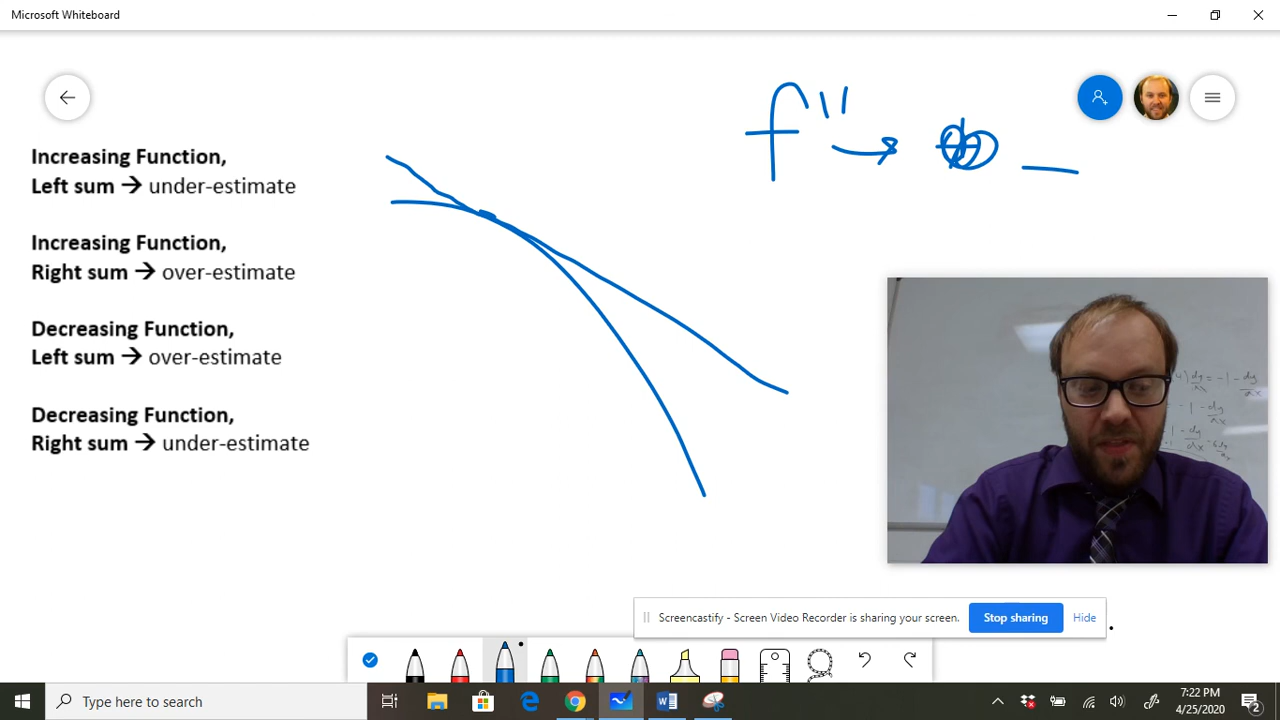 Microsoft Whiteboard
f'' → —
Increasing Function,
Left sum → under-estimate
Increasing Function,
Right sum → over-estimate
Decreasing Function,
Left sum → over-estimate
Decreasing Function,
Right sum → under-estimate
Screencastify - Screen Video Recorder is sharing your screen.
Stop sharing
Hide
Type here to search
7:22 PM
4/25/2020
2